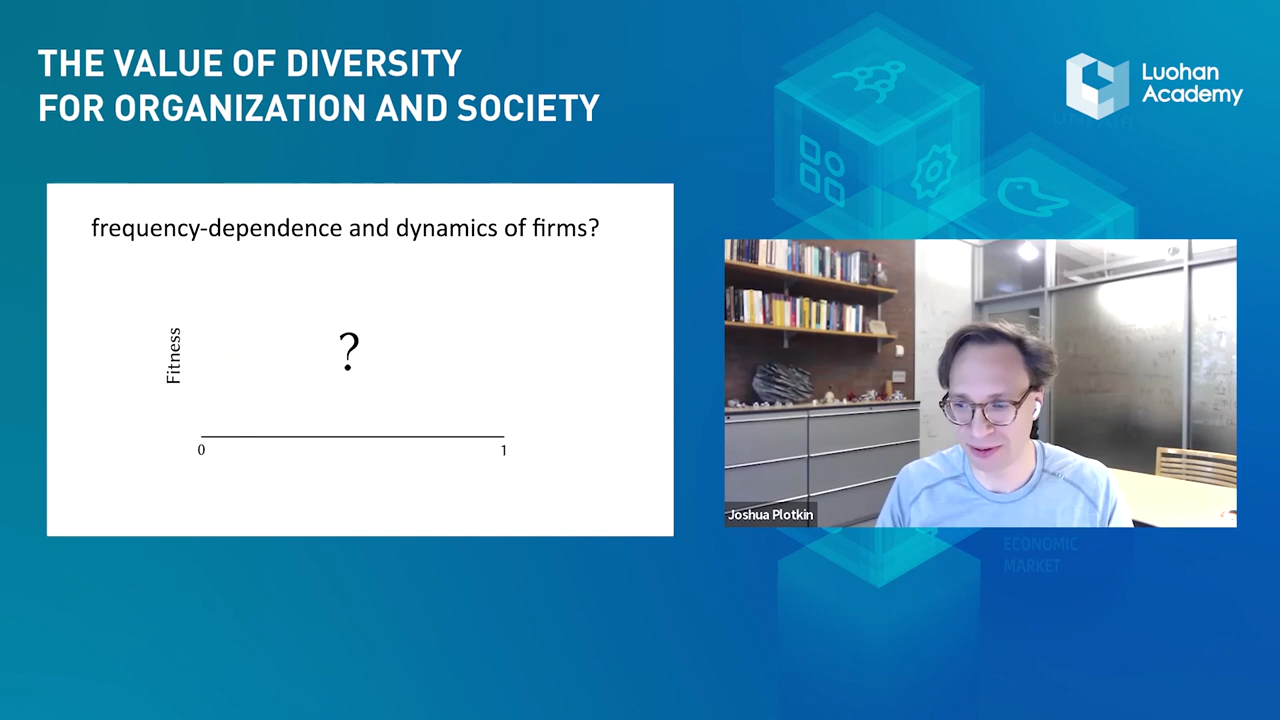 THE VALUE OF DIVERSITY
FOR ORGANIZATION AND SOCIETY
Luohan
Academy
frequency-dependence and dynamics of firms?
Fitness
?
0
1
Joshua Plotkin
ECONOMIC
MARKET